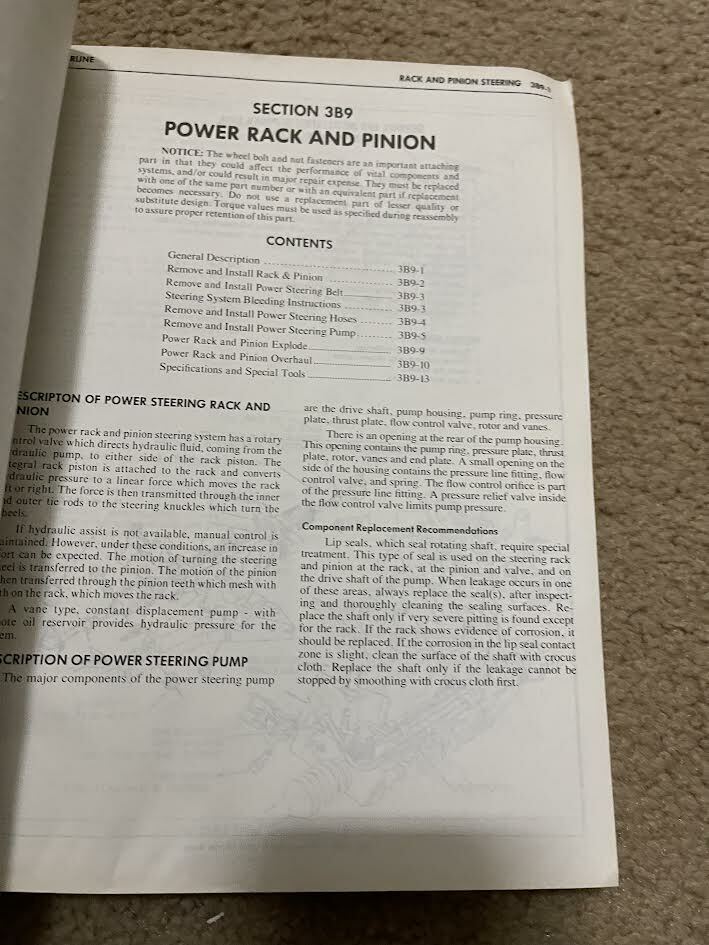 RUNE
RACK AND PINION STEERING 3B9-1
SECTION 3B9
POWER RACK AND PINION
NOTICE: The wheel bolt and nut fasteners are an important attaching
part in that they could affect the performance of vital components and
systems, and/or could result in major repair expense. They must be replaced
with one of the same part number or with an equivalent part if replacement
becomes necessary. Do not use a replacement part of lesser quality or
substitute design. Torque values must be used as specified during reassembly
to assure proper retention of this part.
CONTENTS
General Description .............................. 3B9-1
Remove and Install Rack & Pinion .............. 3B9-2
Remove and Install Power Steering Belt........... 3B9-3
Steering System Bleeding Instructions ........... 3B9-3
Remove and Install Power Steering Hoses ........ 3B9-4
Remove and Install Power Steering Pump......... 3B9-5
Power Rack and Pinion Explode................... 3B9-9
Power Rack and Pinion Overhaul.................. 3B9-10
Specifications and Special Tools .................. 3B9-13
ESCRIPTON OF POWER STEERING RACK AND
NION
The power rack and pinion steering system has a rotary
ntrol valve which directs hydraulic fluid, coming from the
draulic pump, to either side of the rack piston. The
tegral rack piston is attached to the rack and converts
draulic pressure to a linear force which moves the rack
ft or right. The force is then transmitted through the inner
nd outer tie rods to the steering knuckles which turn the
heels.
If hydraulic assist is not available, manual control is
aintained. However, under these conditions, an increase in
ort can be expected. The motion of turning the steering
eel is transferred to the pinion. The motion of the pinion
hen transferred through the pinion teeth which mesh with
th on the rack, which moves the rack.
A vane type, constant displacement pump - with
ote oil reservoir provides hydraulic pressure for the
em.
SCRIPTION OF POWER STEERING PUMP
The major components of the power steering pump
are the drive shaft, pump housing, pump ring, pressure
plate, thrust plate, flow control valve, rotor and vanes.
There is an opening at the rear of the pump housing.
This opening contains the pump ring, pressure plate, thrust
plate, rotor, vanes and end plate. A small opening on the
side of the housing contains the pressure line fitting, flow
control valve, and spring. The flow control orifice is part
of the pressure line fitting. A pressure relief valve inside
the flow control valve limits pump pressure.
Component Replacement Recommendations
Lip seals, which seal rotating shaft, require special
treatment. This type of seal is used on the steering rack
and pinion at the rack, at the pinion and valve, and on
the drive shaft of the pump. When leakage occurs in one
of these areas, always replace the seal(s), after inspect-
ing and thoroughly cleaning the sealing surfaces. Re-
place the shaft only if very severe pitting is found except
for the rack. If the rack shows evidence of corrosion, it
should be replaced. If the corrosion in the lip seal contact
zone is slight, clean the surface of the shaft with crocus
cloth. Replace the shaft only if the leakage cannot be
stopped by smoothing with crocus cloth first.